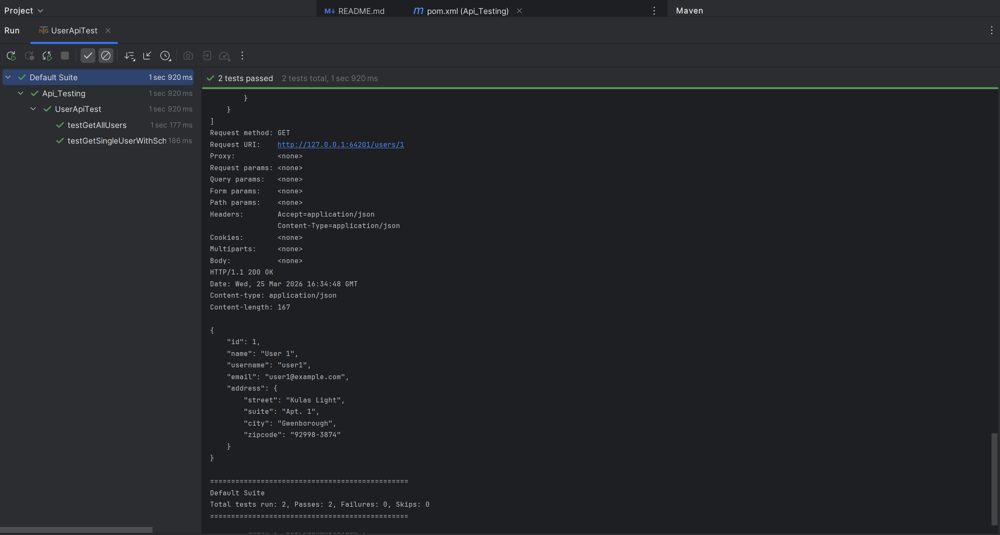 Project
README.md
pom.xml (Api_Testing)
Maven
Run
UserApiTest
Default Suite 1 sec 920 ms
Api_Testing 1 sec 920 ms
UserApiTest 1 sec 920 ms
testGetAllUsers 1 sec 177 ms
testGetSingleUserWithSch 186 ms
2 tests passed 2 tests total, 1 sec 920 ms
        }
    }
]
Request method: GET
Request URI:    http://127.0.0.1:64201/users/1
Proxy:          <none>
Request params: <none>
Query params:   <none>
Form params:    <none>
Path params:    <none>
Headers:        Accept=application/json
                Content-Type=application/json
Cookies:        <none>
Multiparts:     <none>
Body:           <none>
HTTP/1.1 200 OK
Date: Wed, 25 Mar 2026 16:34:48 GMT
Content-type: application/json
Content-length: 167
{
    "id": 1,
    "name": "User 1",
    "username": "user1",
    "email": "user1@example.com",
    "address": {
        "street": "Kulas Light",
        "suite": "Apt. 1",
        "city": "Gwenborough",
        "zipcode": "92998-3874"
    }
}
===============================================
Default Suite
Total tests run: 2, Passes: 2, Failures: 0, Skips: 0
===============================================